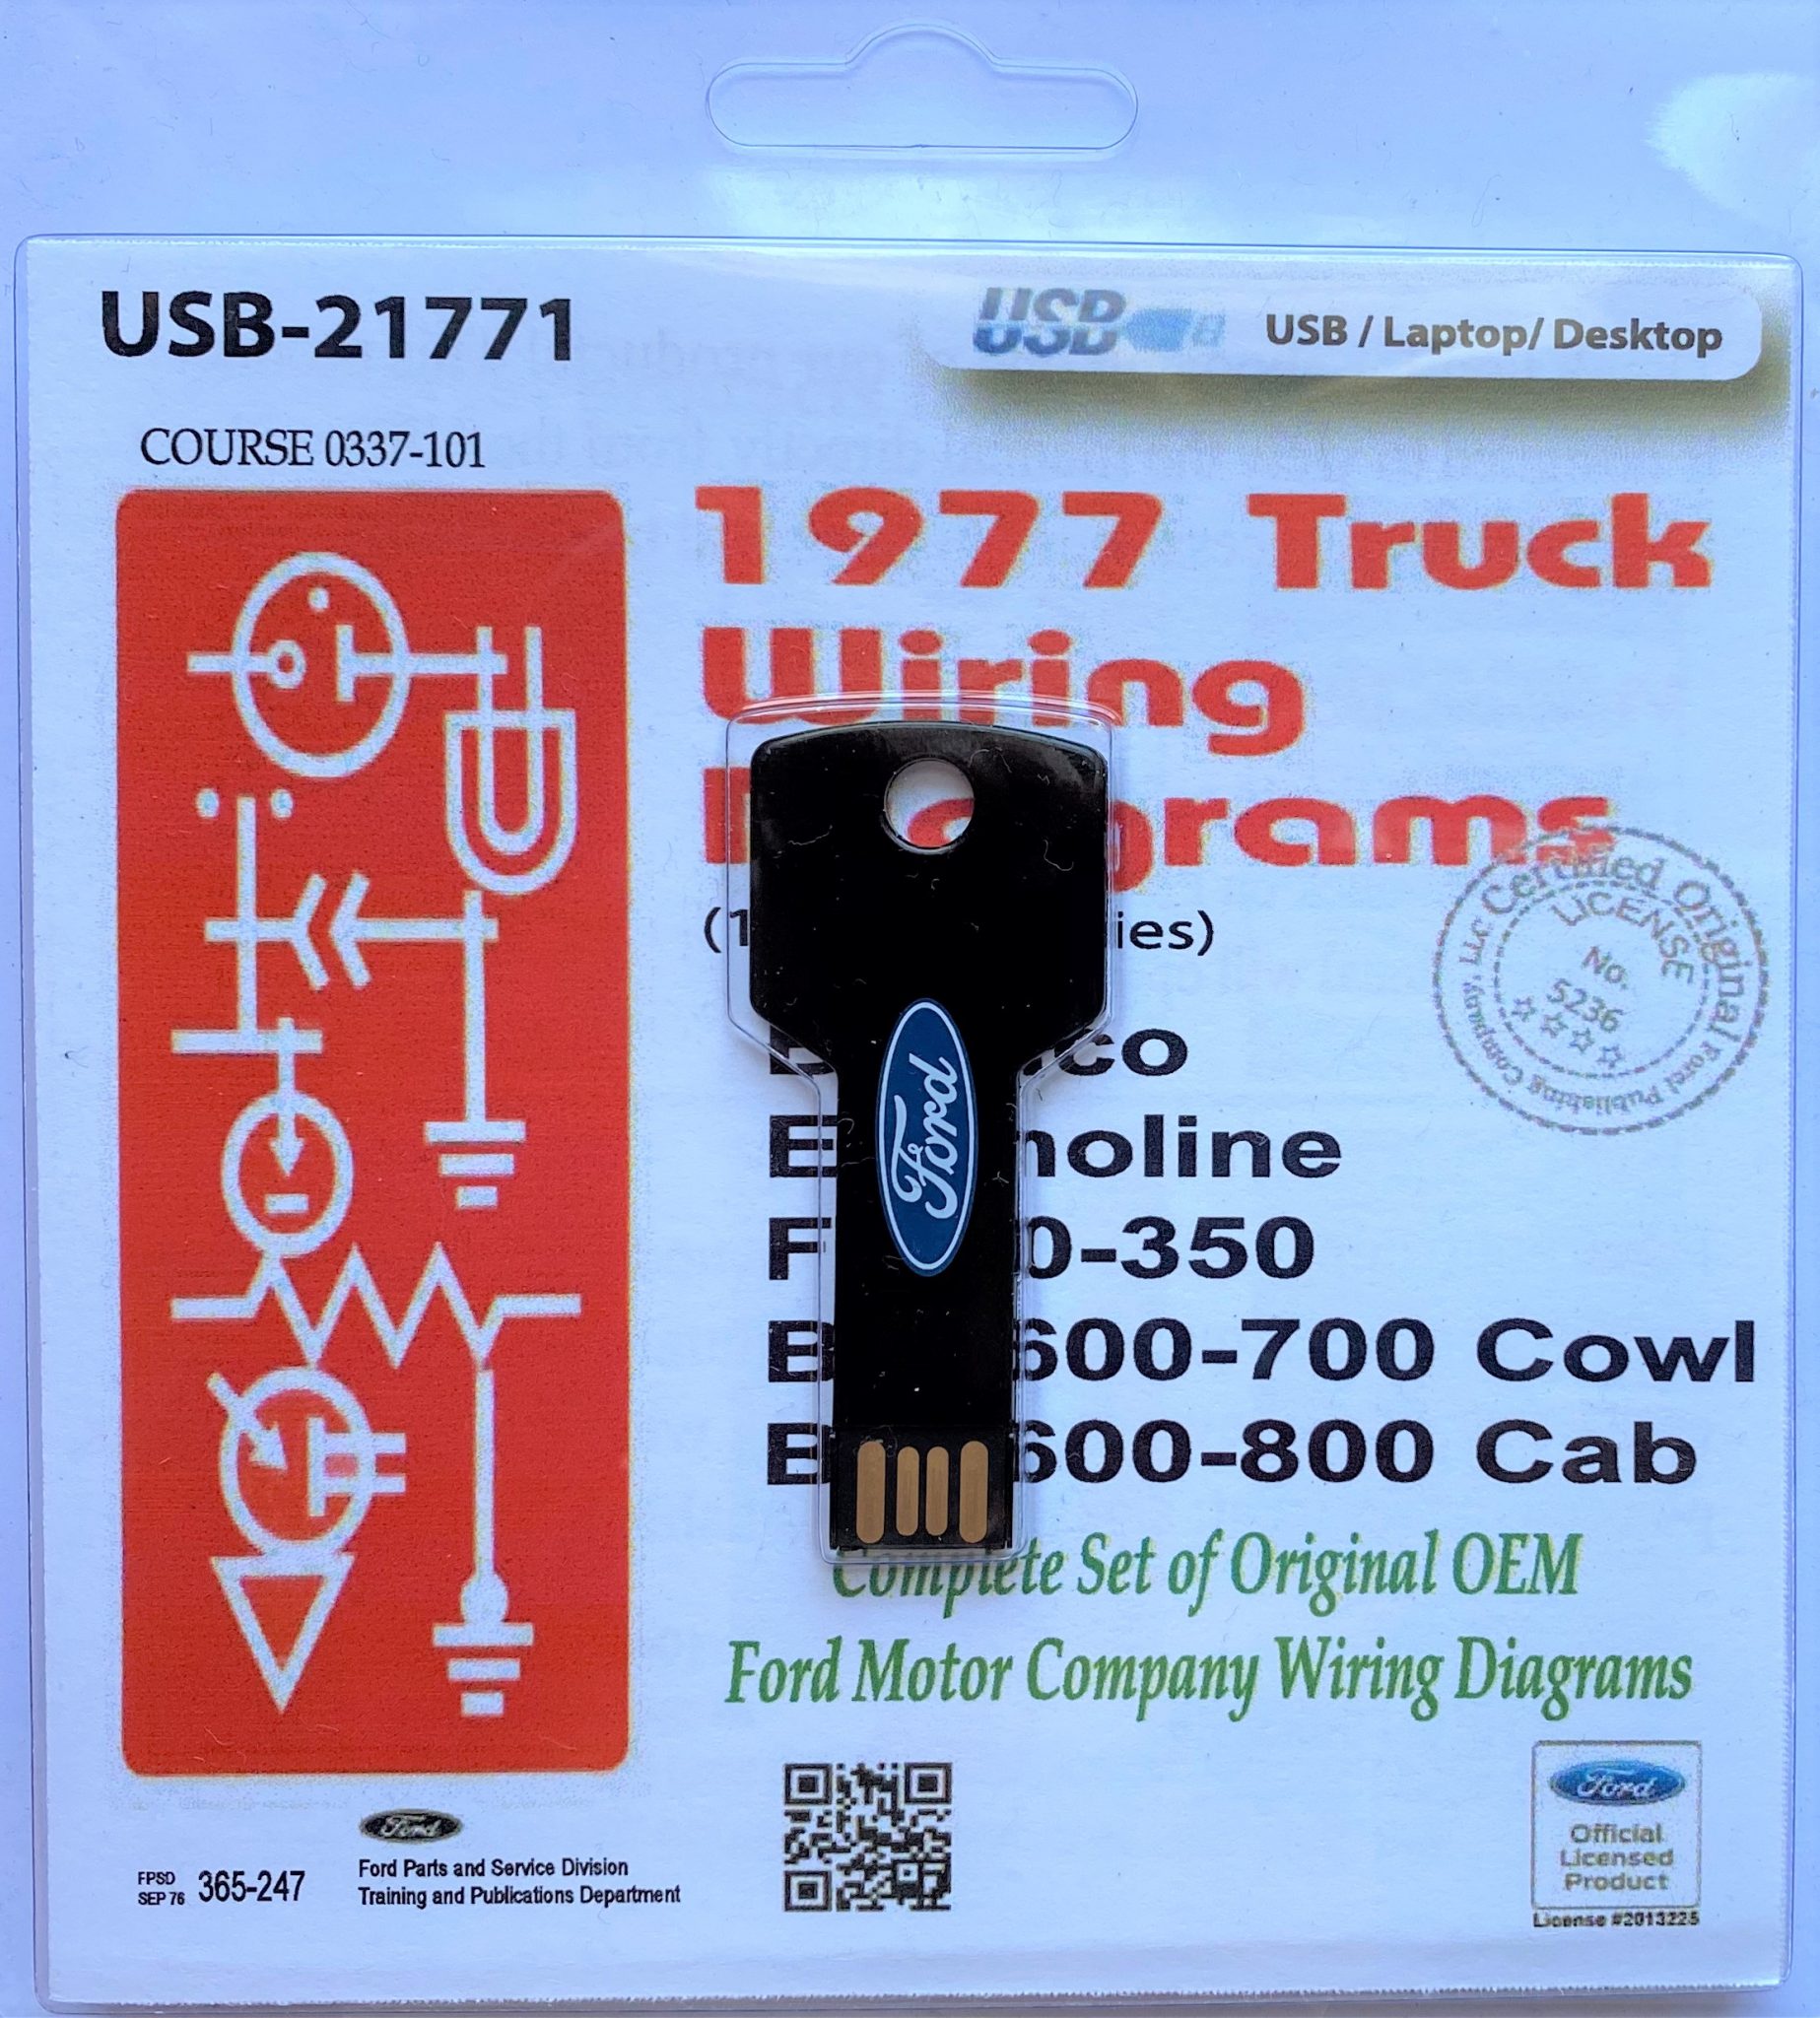 USB-21771
USB
USB / Laptop/ Desktop
COURSE 0337-101
1977 Truck
Wiring
grams
ies)
Certified Original Ford Publishing Company, LLC
LICENSE
No.
5236
co
noline
0-350
600-700 Cowl
600-800 Cab
Ford
Complete Set of Original OEM
Ford Motor Company Wiring Diagrams
Ford
FPSD
SEP 76
365-247
Ford Parts and Service Division
Training and Publications Department
Ford
Official
Licensed
Product
License #2013225